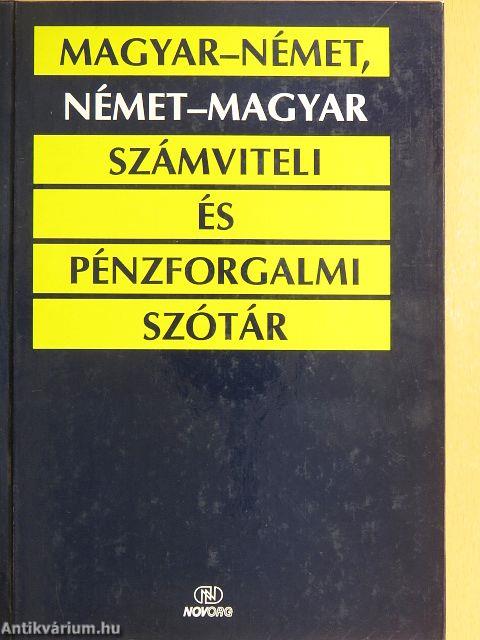 MAGYAR–NÉMET,
NÉMET–MAGYAR
SZÁMVITELI
ÉS
PÉNZFORGALMI
SZÓTÁR
NOVORG
Antikvárium.hu